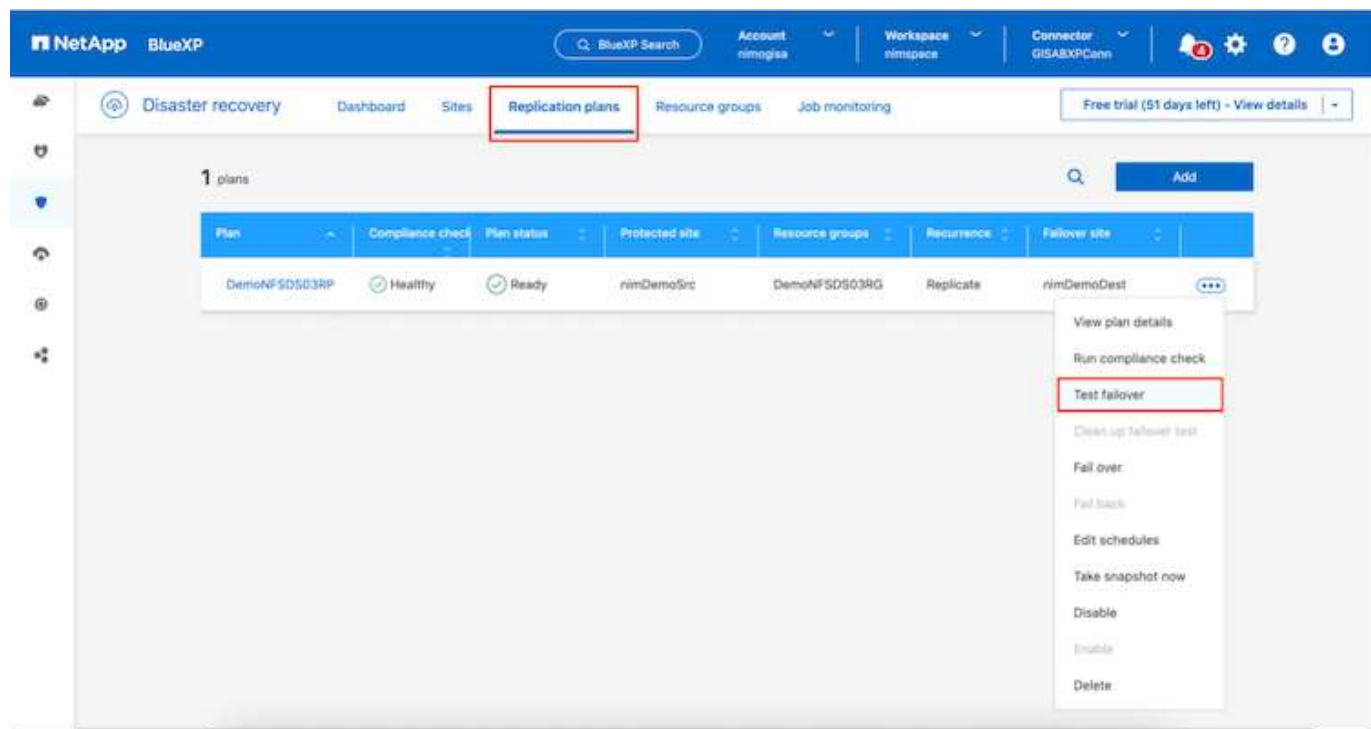 NetApp BlueXP
BlueXP Search
Account
nimogisa
Workspace
nimspace
Connector
GISABXPConn
4
Disaster recovery
Dashboard
Sites
Replication plans
Resource groups
Job monitoring
Free trial (51 days left) - View details
1 plans
Add
Plan
Compliance check
Plan status
Protected site
Resource groups
Recurrence
Failover site
DemoNFSDS03RP
Healthy
Ready
nimDemoSrc
DemoNFSDS03RG
Replicate
nimDemoDest
View plan details
Run compliance check
Test failover
Clean up failover test
Fail over
Fail back
Edit schedules
Take snapshot now
Disable
Enable
Delete